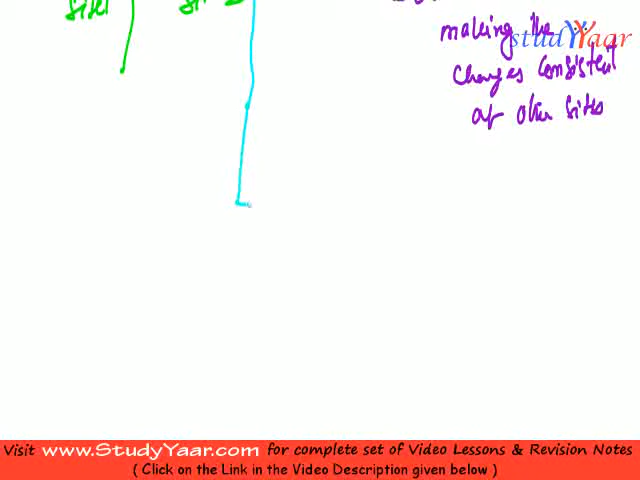 making the
changes consistent
at other sites
studYYaar
Visit www.StudyYaar.com for complete set of Video Lessons & Revision Notes
( Click on the Link in the Video Description given below )